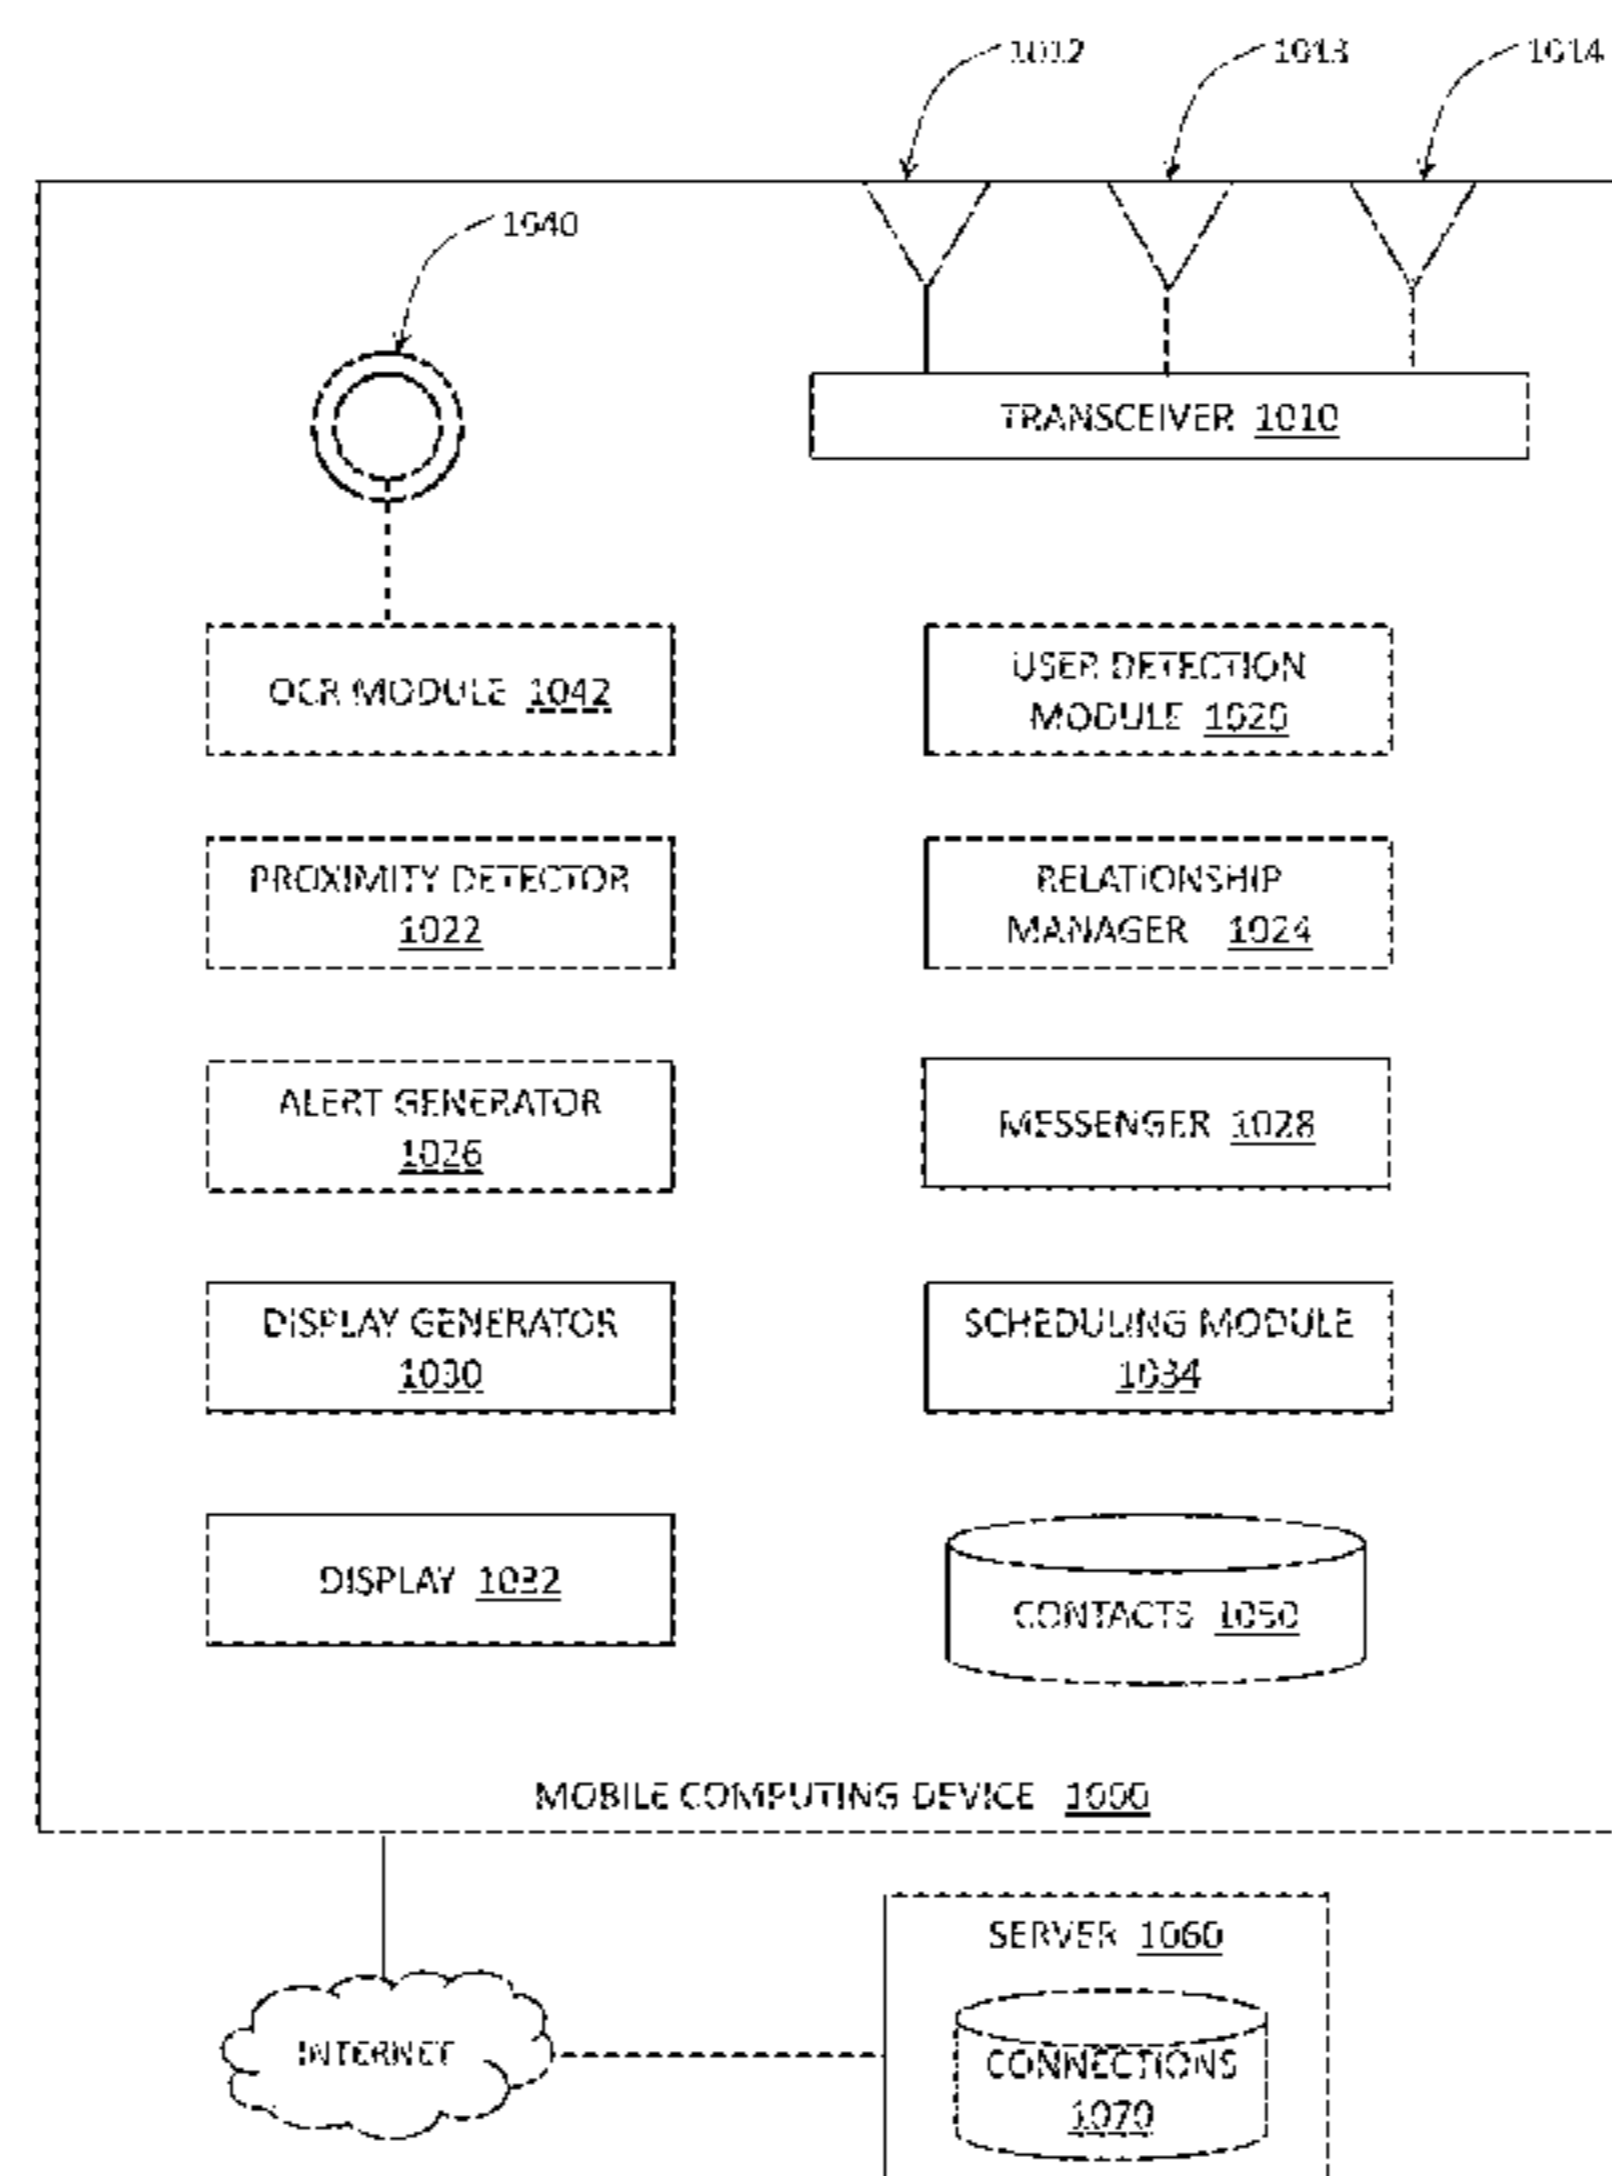 1012
1013
1014
1040
TRANSCEIVER 1010
OCR MODULE 1042
USER DETECTION
MODULE 1020
PROXIMITY DETECTOR
1022
RELATIONSHIP
MANAGER 1024
ALERT GENERATOR
1026
MESSENGER 1028
DISPLAY GENERATOR
1030
SCHEDULING MODULE
1034
DISPLAY 1032
CONTACTS 1050
MOBILE COMPUTING DEVICE 1000
SERVER 1060
INTERNET
CONNECTIONS
1070